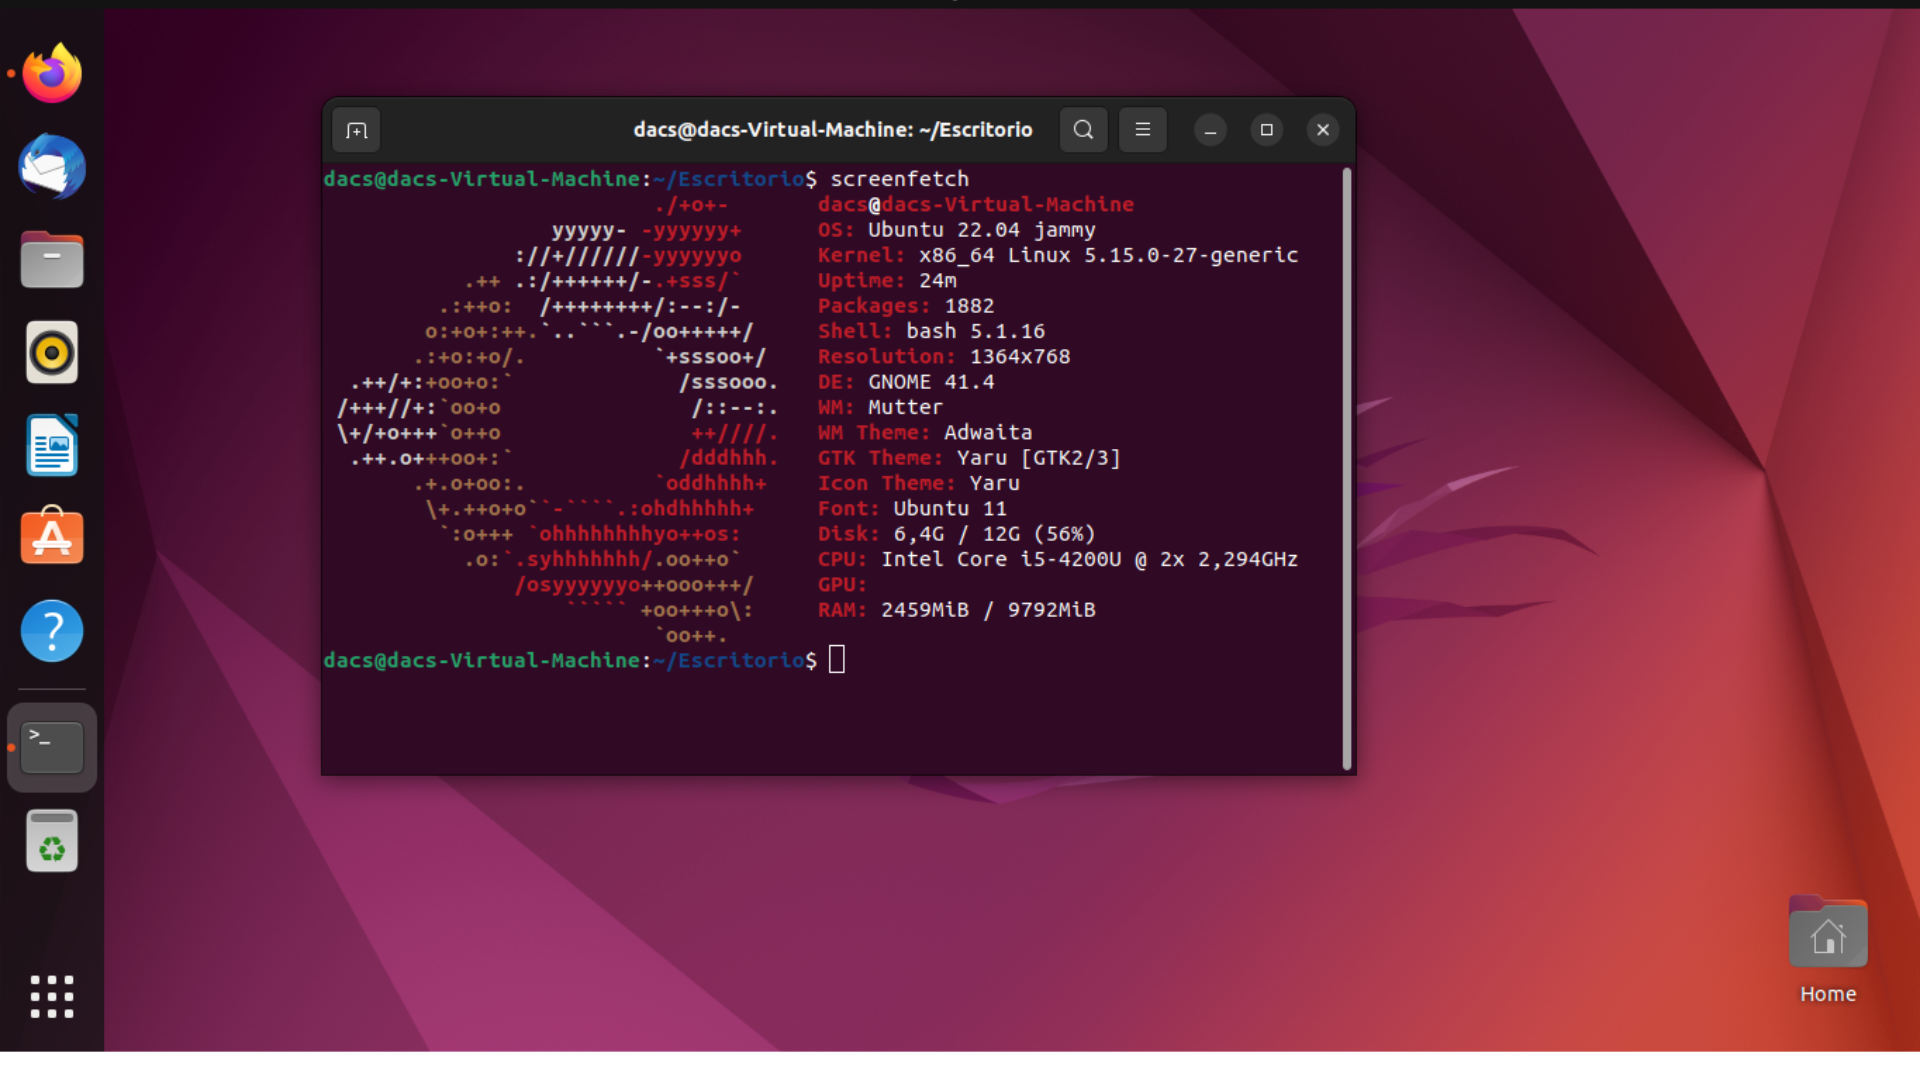 dacs@dacs-Virtual-Machine: ~/Escritorio
dacs@dacs-Virtual-Machine:~/Escritorio$ screenfetch
./+o+- dacs@dacs-Virtual-Machine
yyyyy- -yyyyyy+ OS: Ubuntu 22.04 jammy
://+//////-yyyyyyo Kernel: x86_64 Linux 5.15.0-27-generic
.++ .:/++++++/-.+sss/` Uptime: 24m
.:++o: /++++++++/:--:/- Packages: 1882
o:+o+:++.`..```.-/oo+++++/ Shell: bash 5.1.16
.:+o:+o/. `+sssoo+/ Resolution: 1364x768
.++/+:+oo+o:` /sssooo. DE: GNOME 41.4
/+++//+:`oo+o /::--:. WM: Mutter
\+/+o+++`o++o ++////. WM Theme: Adwaita
.++.o+++oo+:` /dddhhh. GTK Theme: Yaru [GTK2/3]
.+.o+oo:. `oddhhhh+ Icon Theme: Yaru
\+.++o+o``-````.:ohdhhhhh+ Font: Ubuntu 11
`:o+++ `ohhhhhhhhyo++os: Disk: 6,4G / 12G (56%)
.o:`.syhhhhhhh/.oo++o` CPU: Intel Core i5-4200U @ 2x 2,294GHz
/osyyyyyyo++ooo+++/ GPU:
````` +oo+++o\: RAM: 2459MiB / 9792MiB
`oo++.
dacs@dacs-Virtual-Machine:~/Escritorio$
Home